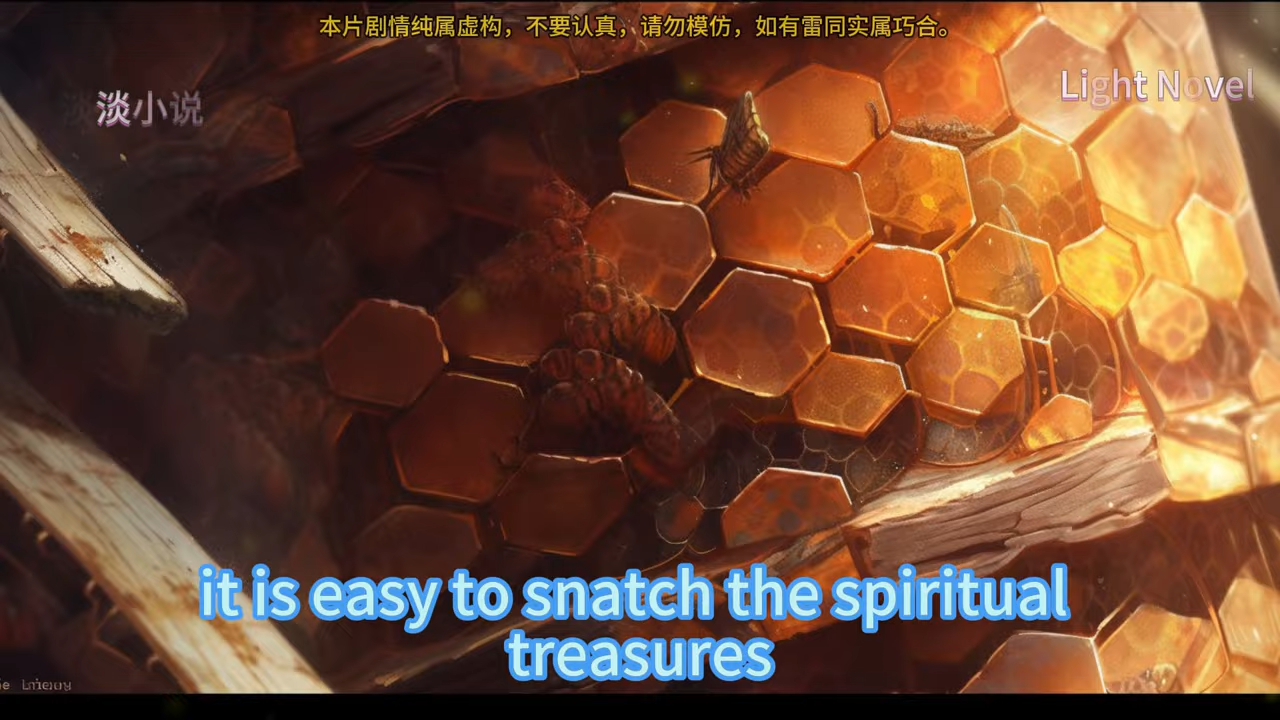 本片剧情纯属虚构，不要认真，请勿模仿，如有雷同实属巧合。
淡淡小说
Light Novel
it is easy to snatch the spiritual
treasures